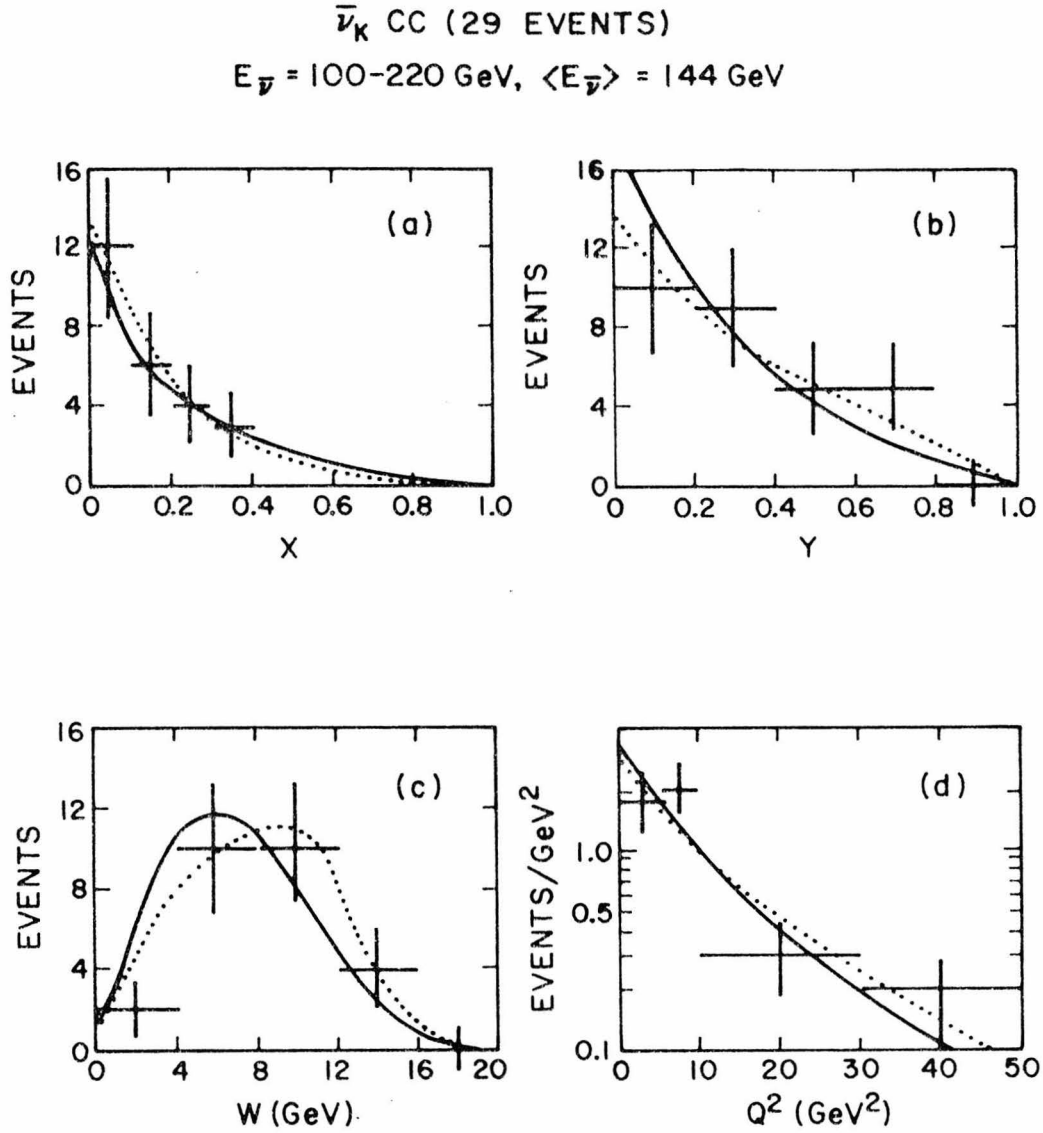 ν̅_K CC (29 EVENTS)
E_ν̅ = 100-220 GeV, ⟨E_ν̅⟩ = 144 GeV
16
12
8
4
0
EVENTS
(a)
0 0.2 0.4 0.6 0.8 1.0
X
16
12
8
4
0
EVENTS
(b)
0 0.2 0.4 0.6 0.8 1.0
Y
16
12
8
4
0
EVENTS
(c)
0 4 8 12 16 20
W (GeV)
1.0
0.5
0.1
EVENTS/GeV²
(d)
0 10 20 30 40 50
Q² (GeV²)